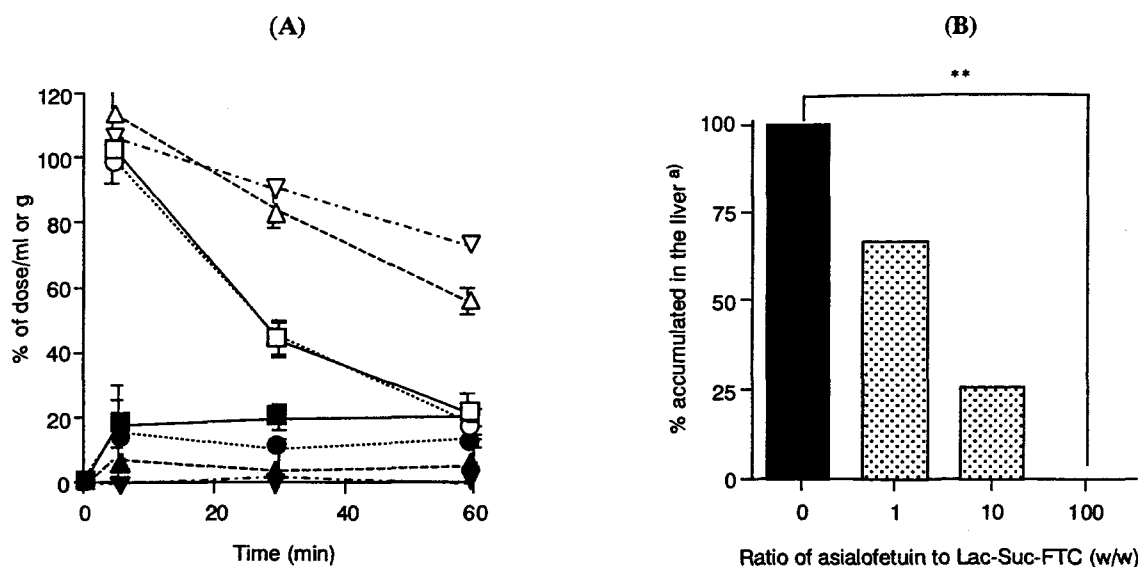 (A)
% of dose/ml or g
120
100
80
60
40
20
0
0 20 40 60
Time (min)
(B)
**
% accumulated in the liver a)
100
75
50
25
0
0 1 10 100
Ratio of asialofetuin to Lac-Suc-FTC (w/w)